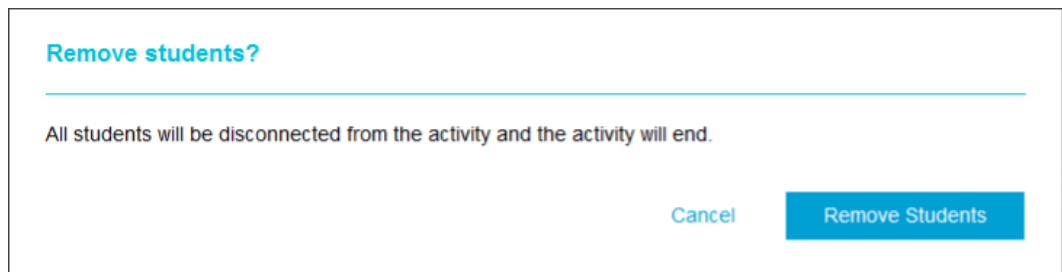 Remove students?
All students will be disconnected from the activity and the activity will end.
Cancel
Remove Students